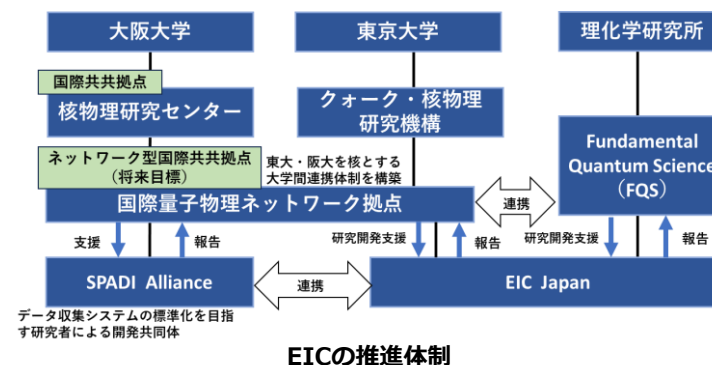 大阪大学
東京大学
理化学研究所
国際共共拠点
核物理研究センター
クォーク・核物理
研究機構
ネットワーク型国際共共拠点
（将来目標）
東大・阪大を核とする
大学間連携体制を構築
Fundamental
Quantum Science
（FQS）
国際量子物理ネットワーク拠点
連携
支援
報告
研究開発支援
報告
研究開発支援
報告
SPADI Alliance
連携
EIC Japan
データ収集システムの標準化を目指
す研究者による開発共同体
EICの推進体制